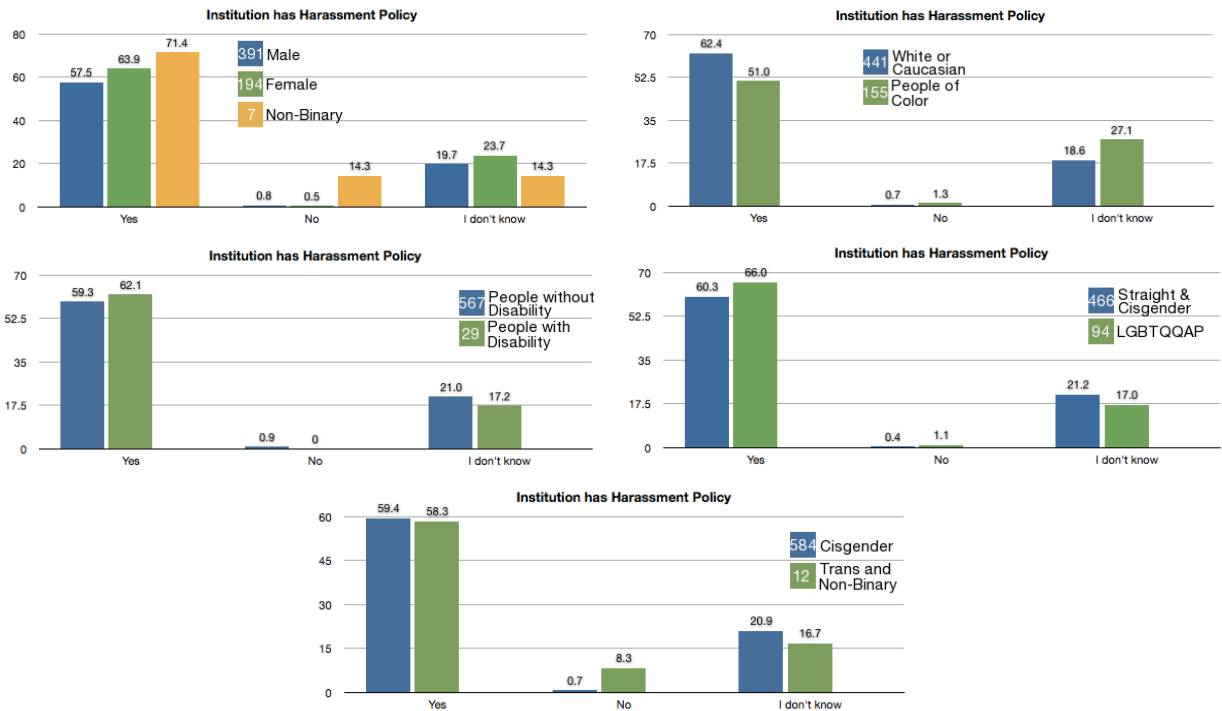 Institution has Harassment Policy
80
60
40
20
0
57.5
63.9
71.4
0.8
0.5
14.3
19.7
23.7
14.3
391 Male
194 Female
7 Non-Binary
Yes
No
I don't know
Institution has Harassment Policy
70
52.5
35
17.5
0
62.4
51.0
0.7
1.3
18.6
27.1
441 White or
Caucasian
155 People of
Color
Yes
No
I don't know
Institution has Harassment Policy
70
52.5
35
17.5
0
59.3
62.1
0.9
0
21.0
17.2
567 People without
Disability
29 People with
Disability
Yes
No
I don't know
Institution has Harassment Policy
70
52.5
35
17.5
0
60.3
66.0
0.4
1.1
21.2
17.0
466 Straight &
Cisgender
94 LGBTQQAP
Yes
No
I don't know
Institution has Harassment Policy
60
45
30
15
0
59.4
58.3
0.7
8.3
20.9
16.7
584 Cisgender
12 Trans and
Non-Binary
Yes
No
I don't know